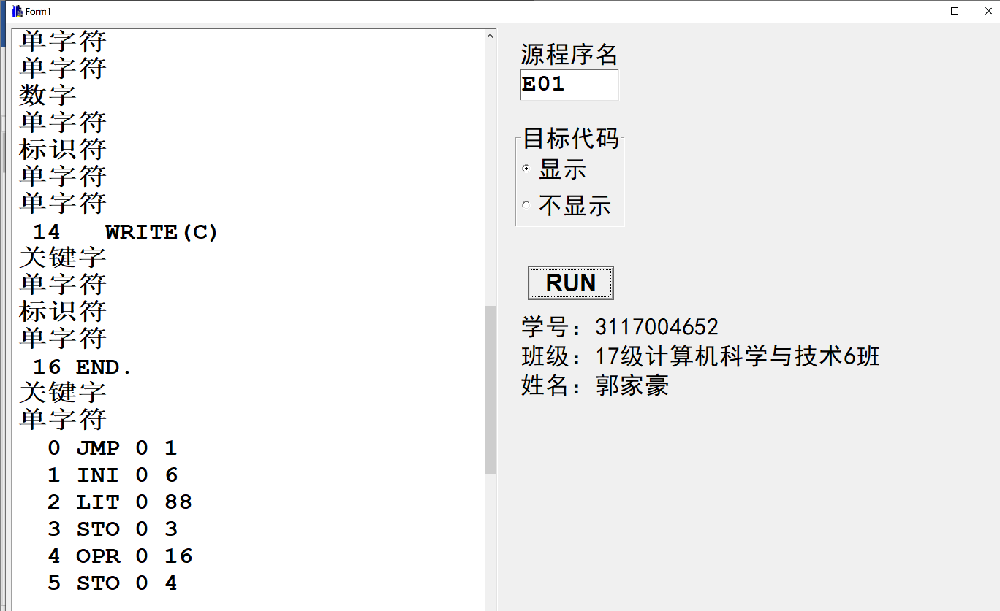 Form1
单字符
单字符
数字
单字符
标识符
单字符
单字符
14 WRITE(C)
关键字
单字符
标识符
单字符
16 END.
关键字
单字符
0 JMP 0 1
1 INI 0 6
2 LIT 0 88
3 STO 0 3
4 OPR 0 16
5 STO 0 4
源程序名
E01
目标代码
显示
不显示
RUN
学号：3117004652
班级：17级计算机科学与技术6班
姓名：郭家豪